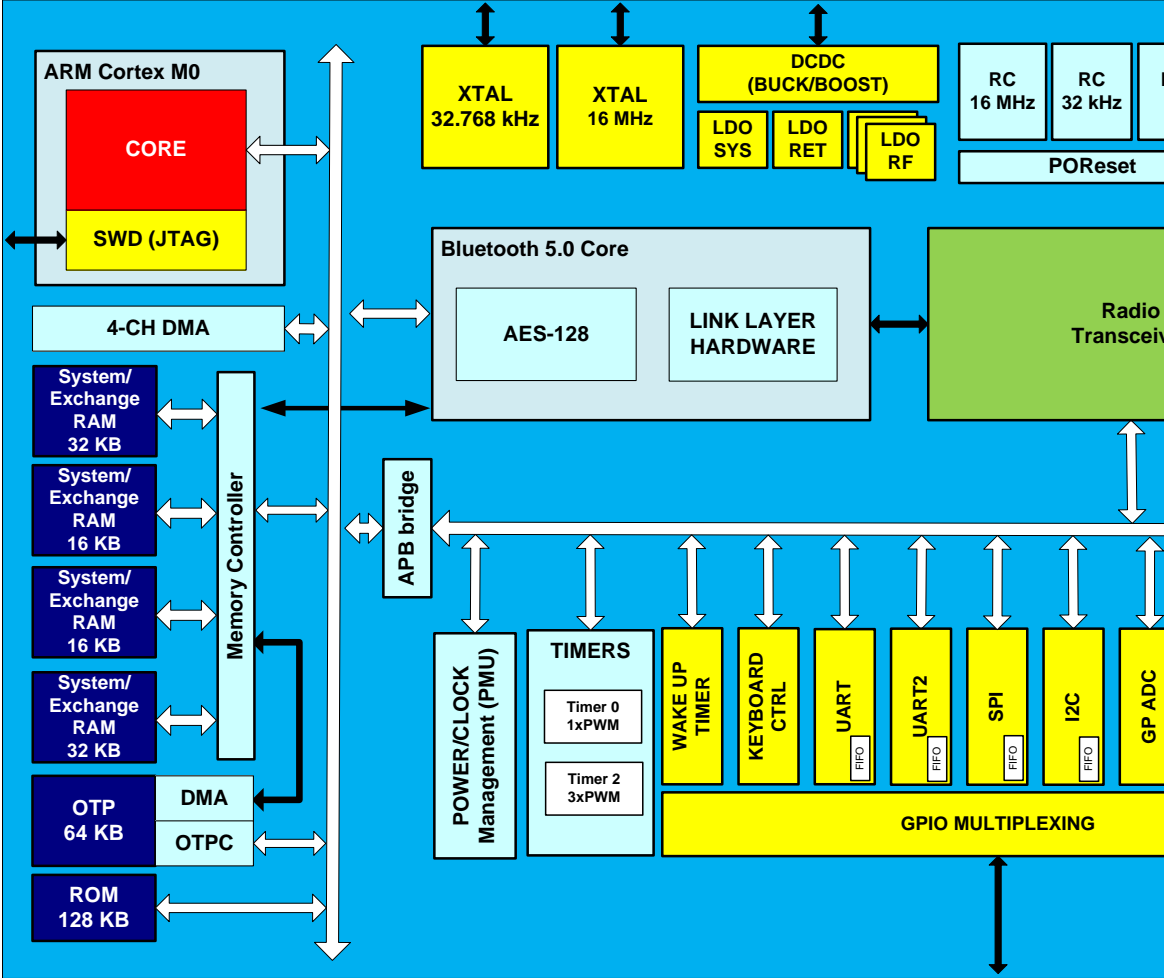 ARM Cortex M0
CORE
SWD (JTAG)
XTAL
32.768 kHz
XTAL
16 MHz
DCDC
(BUCK/BOOST)
LDO
SYS
LDO
RET
LDO
RF
RC
16 MHz
RC
32 kHz
POReset
Bluetooth 5.0 Core
AES-128
LINK LAYER
HARDWARE
Radio
Transceiv
4-CH DMA
System/
Exchange
RAM
32 KB
System/
Exchange
RAM
16 KB
System/
Exchange
RAM
16 KB
System/
Exchange
RAM
32 KB
Memory Controller
APB bridge
OTP
64 KB
DMA
OTPC
ROM
128 KB
POWER/CLOCK
Management (PMU)
TIMERS
Timer 0
1xPWM
Timer 2
3xPWM
WAKE UP
TIMER
KEYBOARD
CTRL
UART
FIFO
UART2
FIFO
SPI
FIFO
I2C
FIFO
GP ADC
GPIO MULTIPLEXING